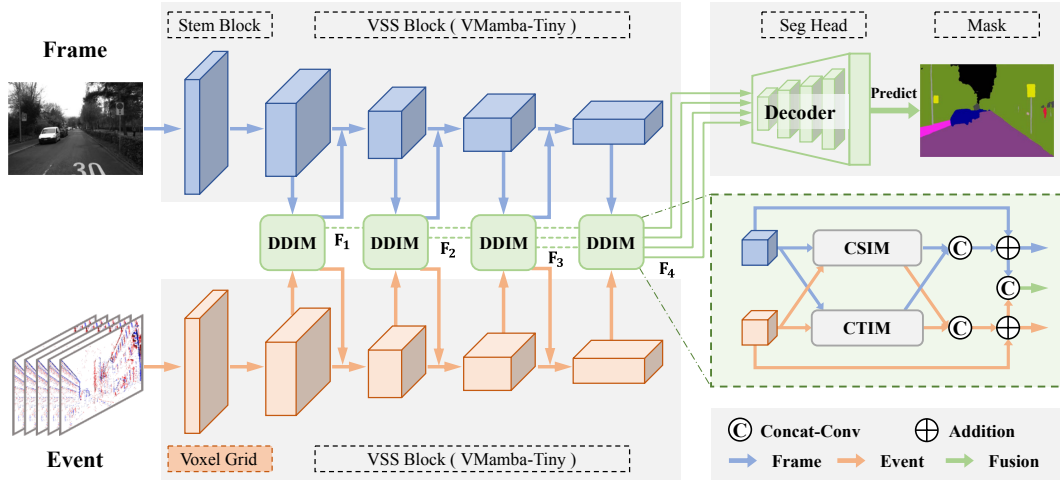 Stem Block
VSS Block ( VMamba-Tiny )
Seg Head
Mask
Frame
30
Decoder
Predict
DDIM
F1
DDIM
F2
DDIM
F3
DDIM
F4
CSIM
C
C
CTIM
C
Event
Voxel Grid
VSS Block ( VMamba-Tiny )
C Concat-Conv
Addition
Frame
Event
Fusion